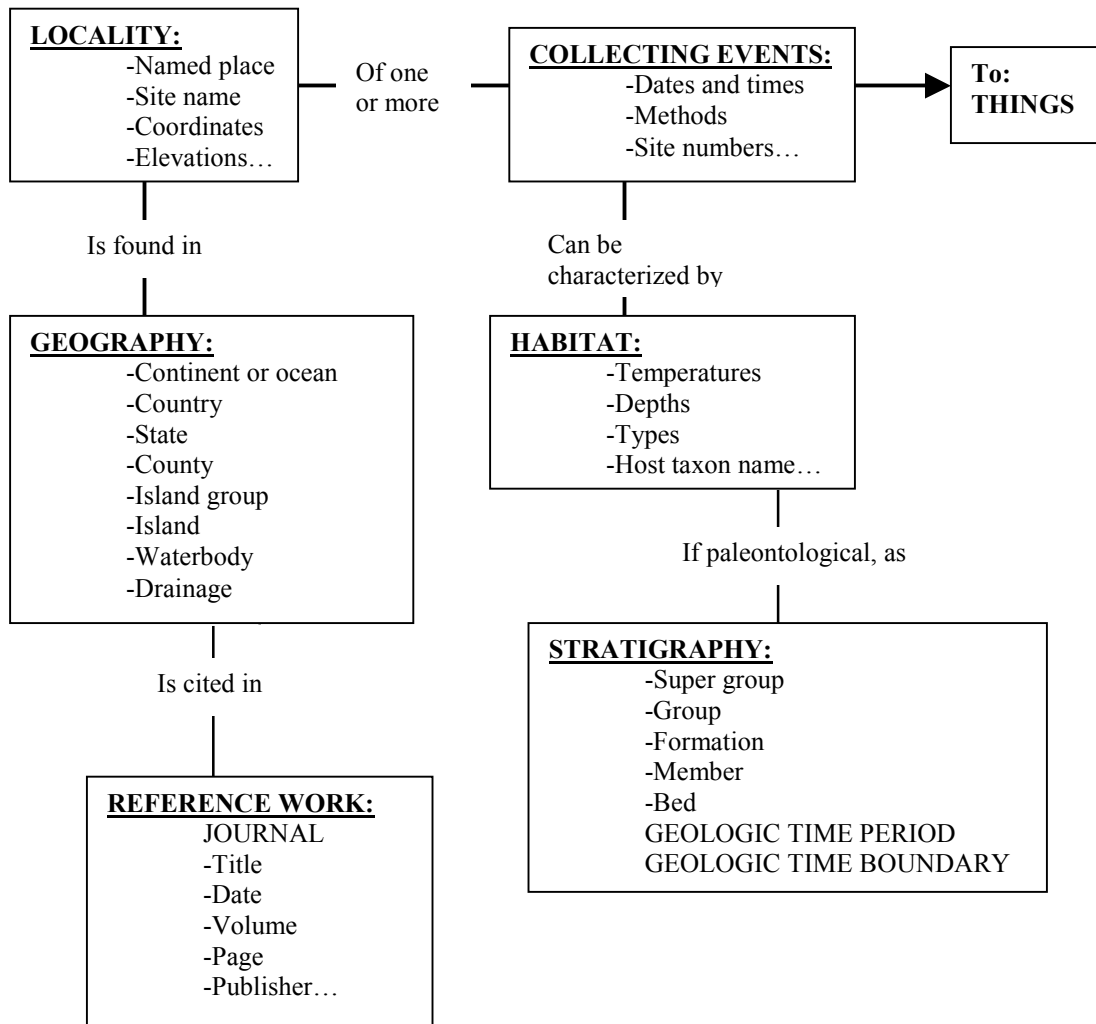 LOCALITY:
-Named place
-Site name
-Coordinates
-Elevations…
Of one
or more
COLLECTING EVENTS:
-Dates and times
-Methods
-Site numbers…
To:
THINGS
Is found in
Can be
characterized by
GEOGRAPHY:
-Continent or ocean
-Country
-State
-County
-Island group
-Island
-Waterbody
-Drainage
HABITAT:
-Temperatures
-Depths
-Types
-Host taxon name…
If paleontological, as
Is cited in
STRATIGRAPHY:
-Super group
-Group
-Formation
-Member
-Bed
GEOLOGIC TIME PERIOD
GEOLOGIC TIME BOUNDARY
REFERENCE WORK:
JOURNAL
-Title
-Date
-Volume
-Page
-Publisher…